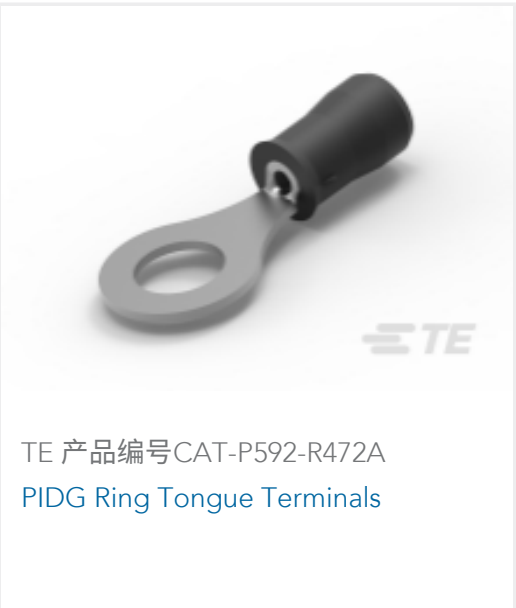 TE
TE 产品编号CAT-P592-R472A
PIDG Ring Tongue Terminals